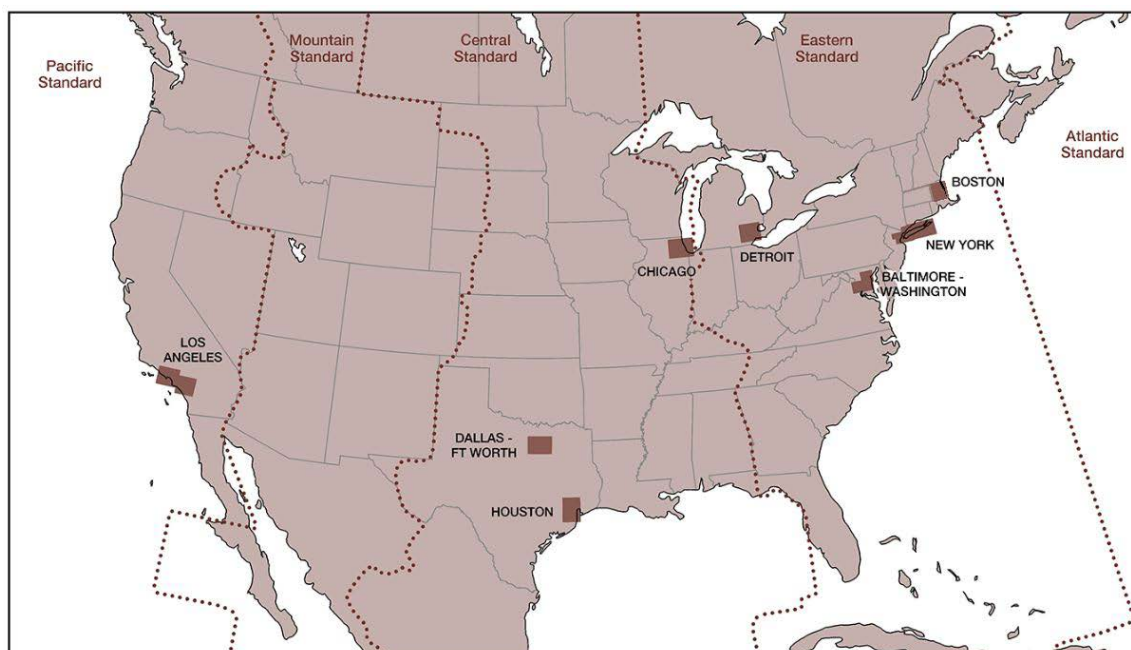 Pacific
Standard
Mountain
Standard
Central
Standard
Eastern
Standard
Atlantic
Standard
BOSTON
NEW YORK
CHICAGO
DETROIT
BALTIMORE -
WASHINGTON
LOS
ANGELES
DALLAS -
FT WORTH
HOUSTON